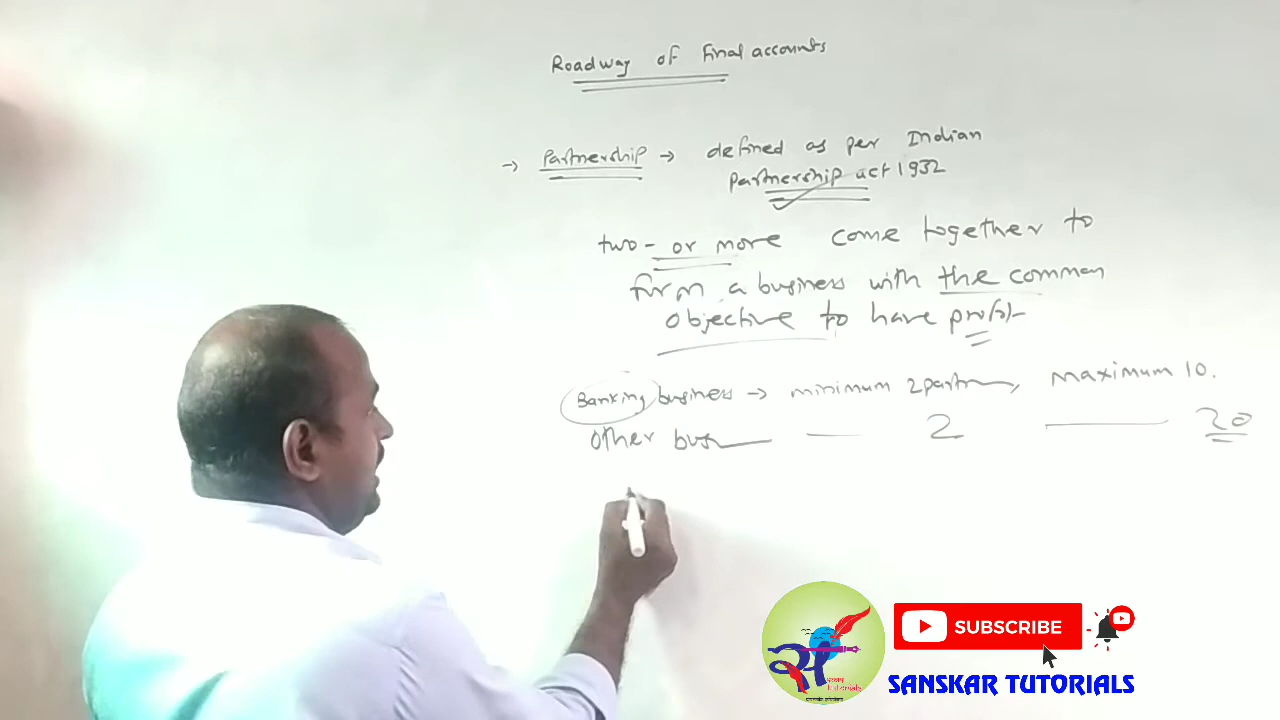 Roadway of Final accounts
→ Partnership → defined as per Indian
Partnership act 1932
two - or more come together to
form a business with the common
objective to have profit
Banking business → minimum 2 partn, maximum 10.
other bus 2 20
SUBSCRIBE
SANSKAR TUTORIALS